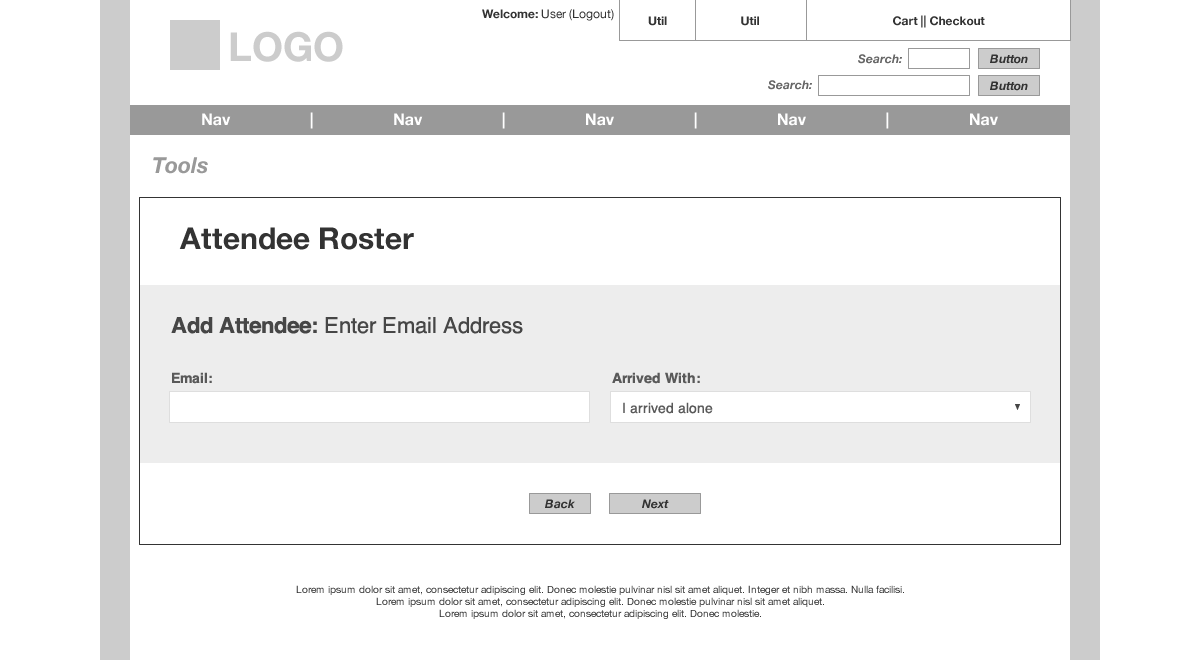 Welcome: User (Logout)
Util
Util
Cart || Checkout
LOGO
Search:
Button
Search:
Button
Nav | Nav | Nav | Nav | Nav
Tools
Attendee Roster
Add Attendee: Enter Email Address
Email:
Arrived With:
I arrived alone
Back
Next
Lorem ipsum dolor sit amet, consectetur adipiscing elit. Donec molestie pulvinar nisl sit amet aliquet. Integer et nibh massa. Nulla facilisi.
Lorem ipsum dolor sit amet, consectetur adipiscing elit. Donec molestie pulvinar nisl sit amet aliquet.
Lorem ipsum dolor sit amet, consectetur adipiscing elit. Donec molestie.